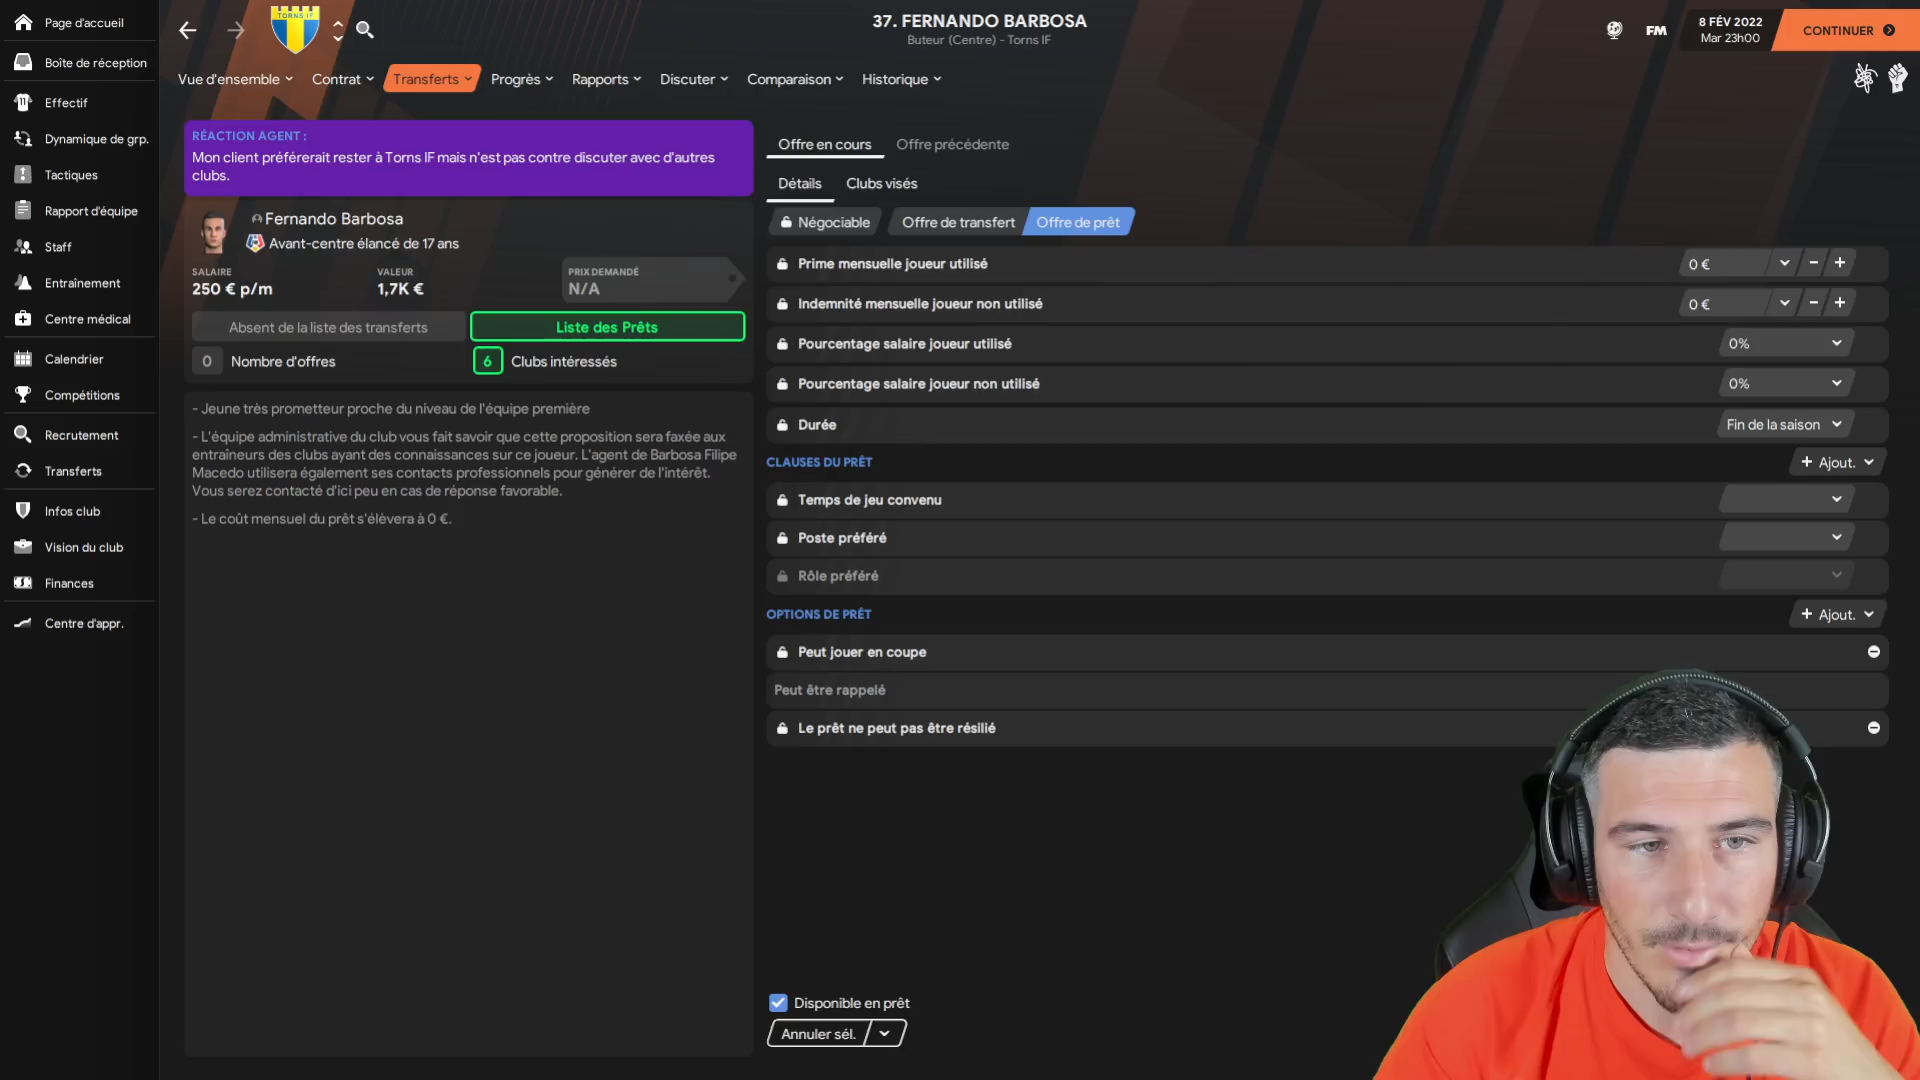 Page d'accueil
Boîte de réception
Effectif
Dynamique de grp.
Tactiques
Rapport d'équipe
Staff
Entraînement
Centre médical
Calendrier
Compétitions
Recrutement
Transferts
Infos club
Vision du club
Finances
Centre d'appr.
TORNS IF
37. FERNANDO BARBOSA
Buteur (Centre) - Torns IF
FM
8 FÉV 2022
Mar 23h00
CONTINUER
Vue d'ensemble
Contrat
Transferts
Progrès
Rapports
Discuter
Comparaison
Historique
RÉACTION AGENT :
Mon client préférerait rester à Torns IF mais n'est pas contre discuter avec d'autres
clubs.
Fernando Barbosa
Avant-centre élancé de 17 ans
SALAIRE
250 € p/m
VALEUR
1,7K €
PRIX DEMANDÉ
N/A
Absent de la liste des transferts
Liste des Prêts
0 Nombre d'offres
6 Clubs intéressés
- Jeune très prometteur proche du niveau de l'équipe première
- L'équipe administrative du club vous fait savoir que cette proposition sera faxée aux
entraîneurs des clubs ayant des connaissances sur ce joueur. L'agent de Barbosa Filipe
Macedo utilisera également ses contacts professionnels pour générer de l'intérêt.
Vous serez contacté d'ici peu en cas de réponse favorable.
- Le coût mensuel du prêt s'élèvera à 0 €.
Offre en cours
Offre précédente
Détails
Clubs visés
Négociable
Offre de transfert
Offre de prêt
Prime mensuelle joueur utilisé
0 €
Indemnité mensuelle joueur non utilisé
0 €
Pourcentage salaire joueur utilisé
0%
Pourcentage salaire joueur non utilisé
0%
Durée
Fin de la saison
CLAUSES DU PRÊT
+ Ajout.
Temps de jeu convenu
Poste préféré
Rôle préféré
OPTIONS DE PRÊT
+ Ajout.
Peut jouer en coupe
Peut être rappelé
Le prêt ne peut pas être résilié
Disponible en prêt
Annuler sél.